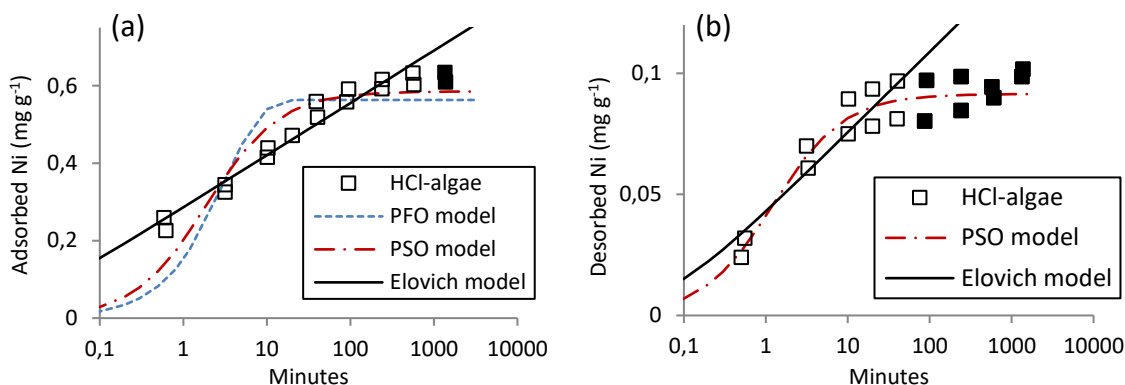 (a)
Adsorbed Ni (mg g⁻¹)
0,6
0,4
0,2
0
0,1
1
10
100
1000
10000
Minutes
HCl-algae
PFO model
PSO model
Elovich model
(b)
Desorbed Ni (mg g⁻¹)
0,1
0,05
0
0,1
1
10
100
1000
10000
Minutes
HCl-algae
PSO model
Elovich model